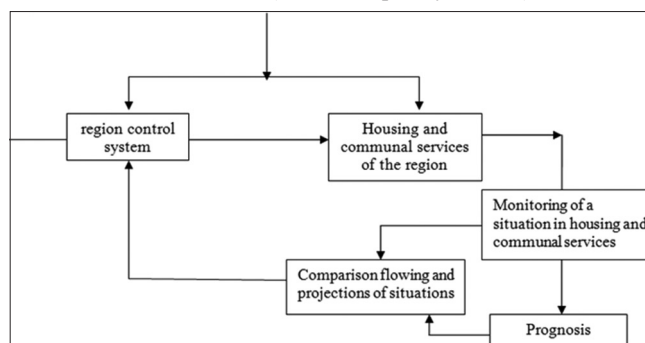 region control
system
Housing and
communal services
of the region
Monitoring of a
situation in housing and
communal services
Comparison flowing and
projections of situations
Prognosis